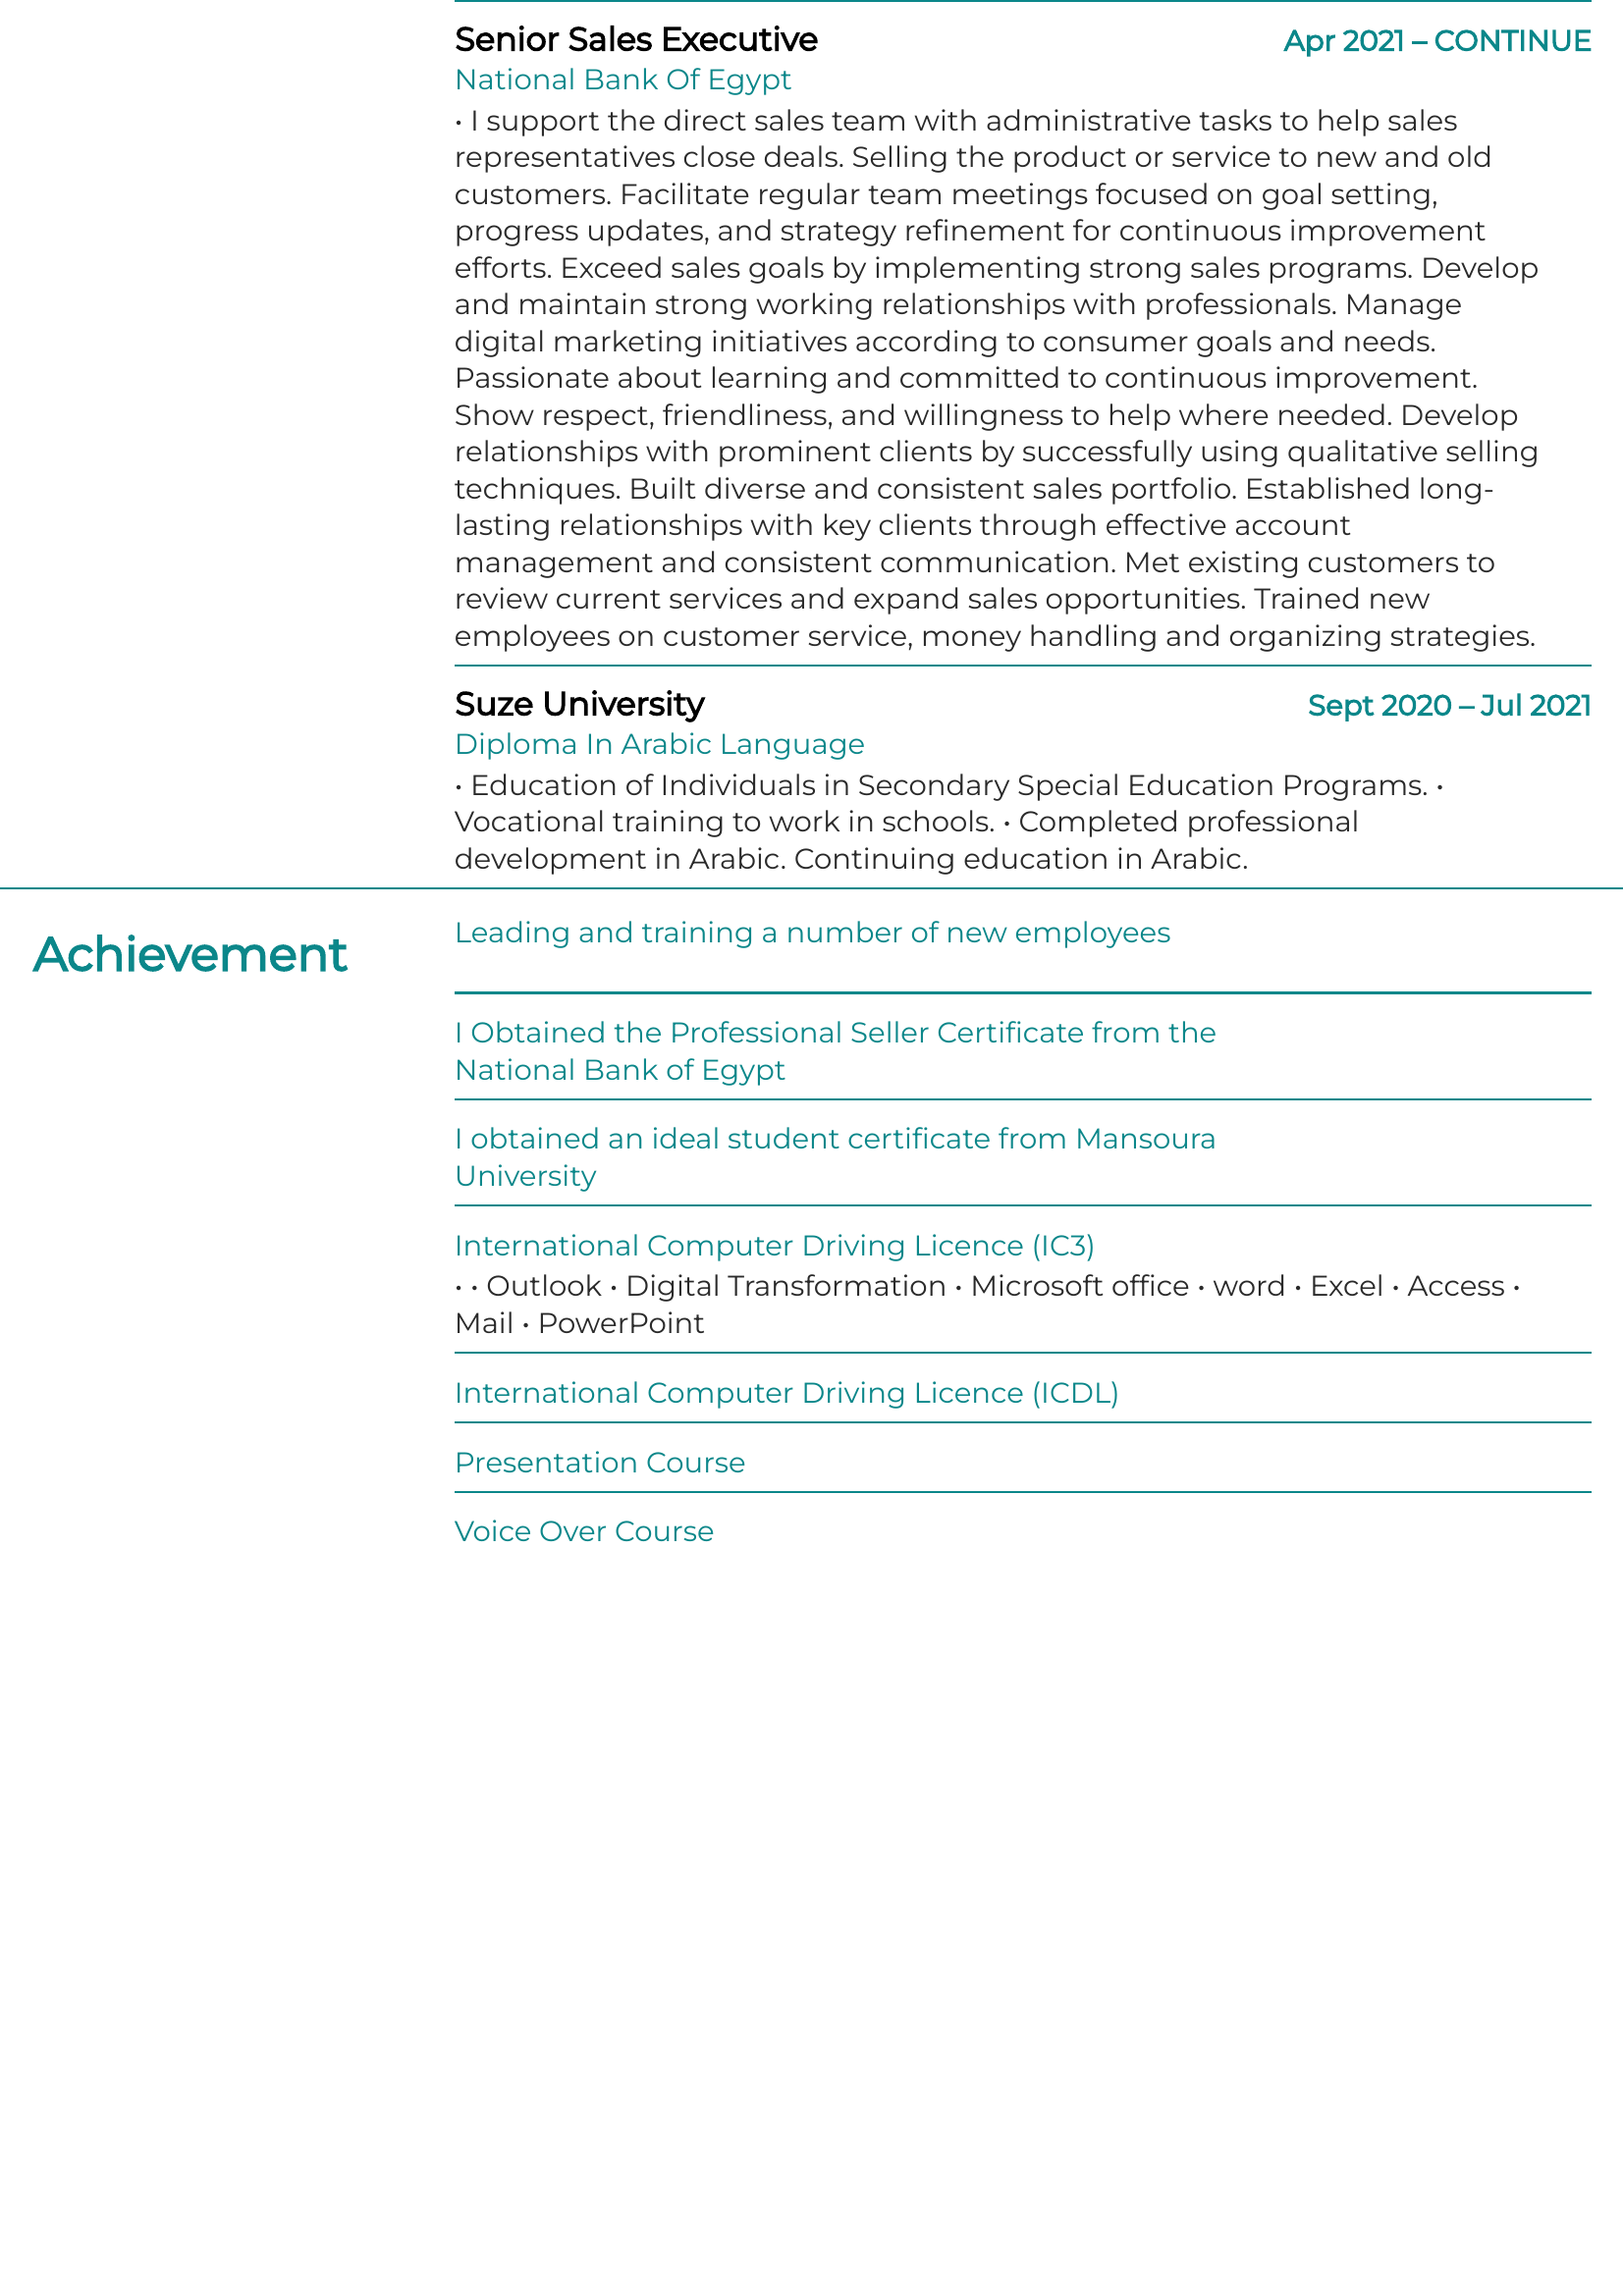 Senior Sales Executive Apr 2021 – CONTINUE
National Bank Of Egypt
• I support the direct sales team with administrative tasks to help sales
representatives close deals. Selling the product or service to new and old
customers. Facilitate regular team meetings focused on goal setting,
progress updates, and strategy refinement for continuous improvement
efforts. Exceed sales goals by implementing strong sales programs. Develop
and maintain strong working relationships with professionals. Manage
digital marketing initiatives according to consumer goals and needs.
Passionate about learning and committed to continuous improvement.
Show respect, friendliness, and willingness to help where needed. Develop
relationships with prominent clients by successfully using qualitative selling
techniques. Built diverse and consistent sales portfolio. Established long-
lasting relationships with key clients through effective account
management and consistent communication. Met existing customers to
review current services and expand sales opportunities. Trained new
employees on customer service, money handling and organizing strategies.
Suze University Sept 2020 – Jul 2021
Diploma In Arabic Language
• Education of Individuals in Secondary Special Education Programs. •
Vocational training to work in schools. • Completed professional
development in Arabic. Continuing education in Arabic.
Achievement
Leading and training a number of new employees
I Obtained the Professional Seller Certificate from the
National Bank of Egypt
I obtained an ideal student certificate from Mansoura
University
International Computer Driving Licence (IC3)
• • Outlook • Digital Transformation • Microsoft office • word • Excel • Access •
Mail • PowerPoint
International Computer Driving Licence (ICDL)
Presentation Course
Voice Over Course